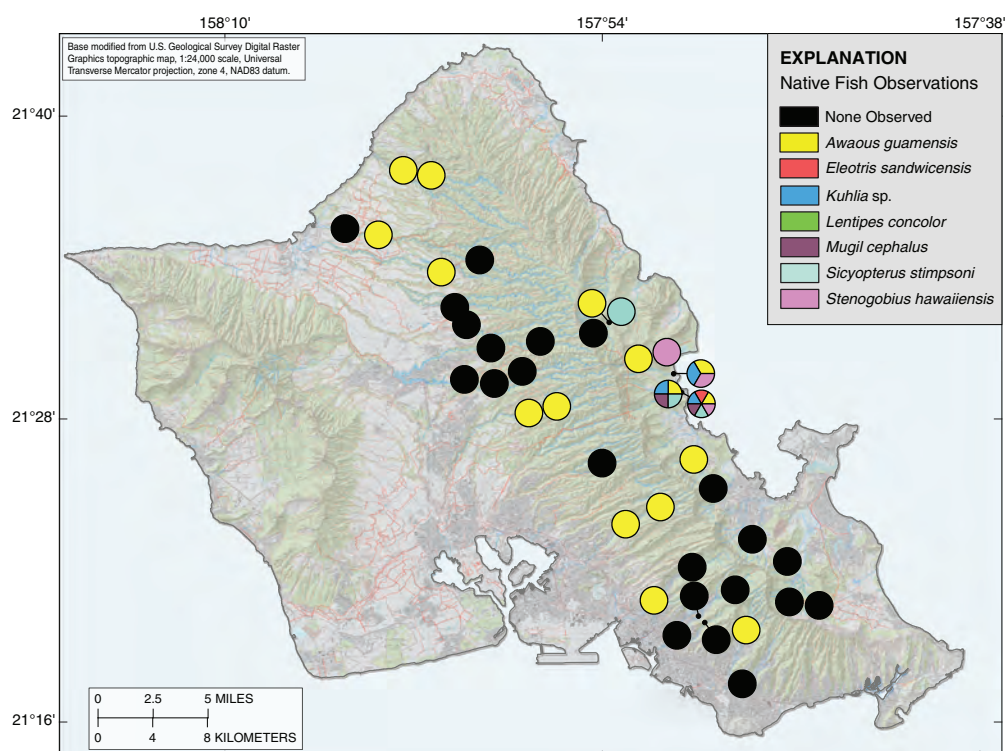 158°10'
157°54'
157°38'
Base modified from U.S. Geological Survey Digital Raster
Graphics topographic map, 1:24,000 scale, Universal
Transverse Mercator projection, zone 4, NAD83 datum.
EXPLANATION
Native Fish Observations
None Observed
Awaous guamensis
Eleotris sandwicensis
Kuhlia sp.
Lentipes concolor
Mugil cephalus
Sicyopterus stimpsoni
Stenogobius hawaiiensis
21°40'
21°28'
21°16'
0 2.5 5 MILES
0 4 8 KILOMETERS